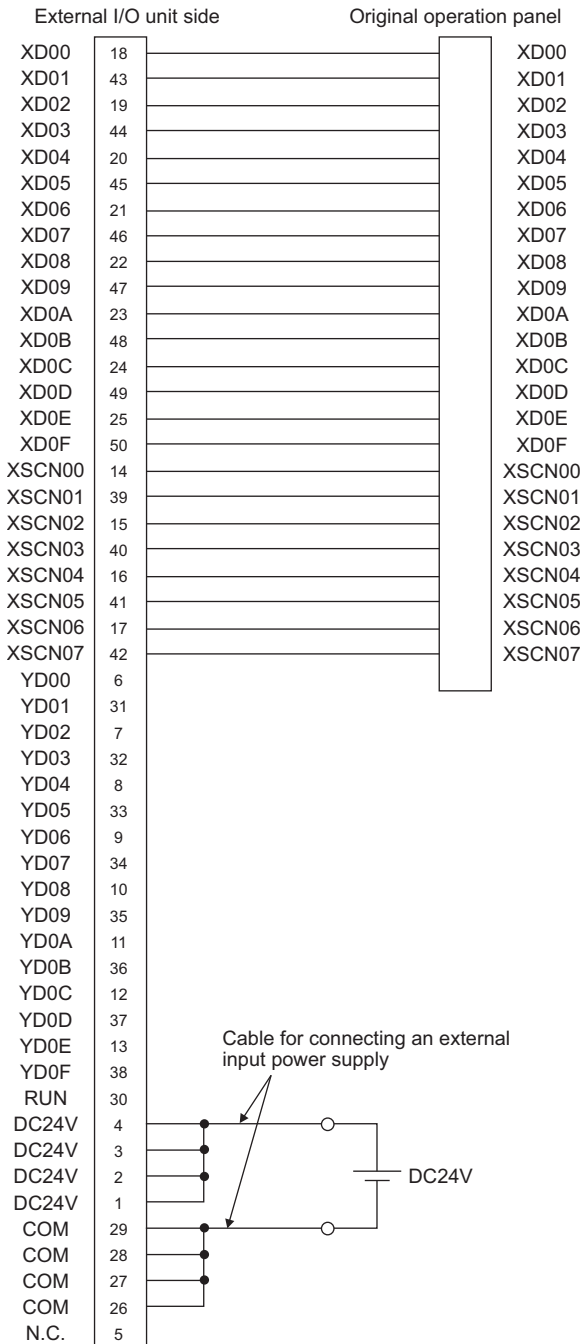 External I/O unit side Original operation panel
XD00 18 XD00
XD01 43 XD01
XD02 19 XD02
XD03 44 XD03
XD04 20 XD04
XD05 45 XD05
XD06 21 XD06
XD07 46 XD07
XD08 22 XD08
XD09 47 XD09
XD0A 23 XD0A
XD0B 48 XD0B
XD0C 24 XD0C
XD0D 49 XD0D
XD0E 25 XD0E
XD0F 50 XD0F
XSCN00 14 XSCN00
XSCN01 39 XSCN01
XSCN02 15 XSCN02
XSCN03 40 XSCN03
XSCN04 16 XSCN04
XSCN05 41 XSCN05
XSCN06 17 XSCN06
XSCN07 42 XSCN07
YD00 6
YD01 31
YD02 7
YD03 32
YD04 8
YD05 33
YD06 9
YD07 34
YD08 10
YD09 35
YD0A 11
YD0B 36
YD0C 12
YD0D 37
YD0E 13
YD0F 38
Cable for connecting an external
input power supply
RUN 30
DC24V 4
DC24V 3
DC24V 2 DC24V
DC24V 1
COM 29
COM 28
COM 27
COM 26
N.C. 5